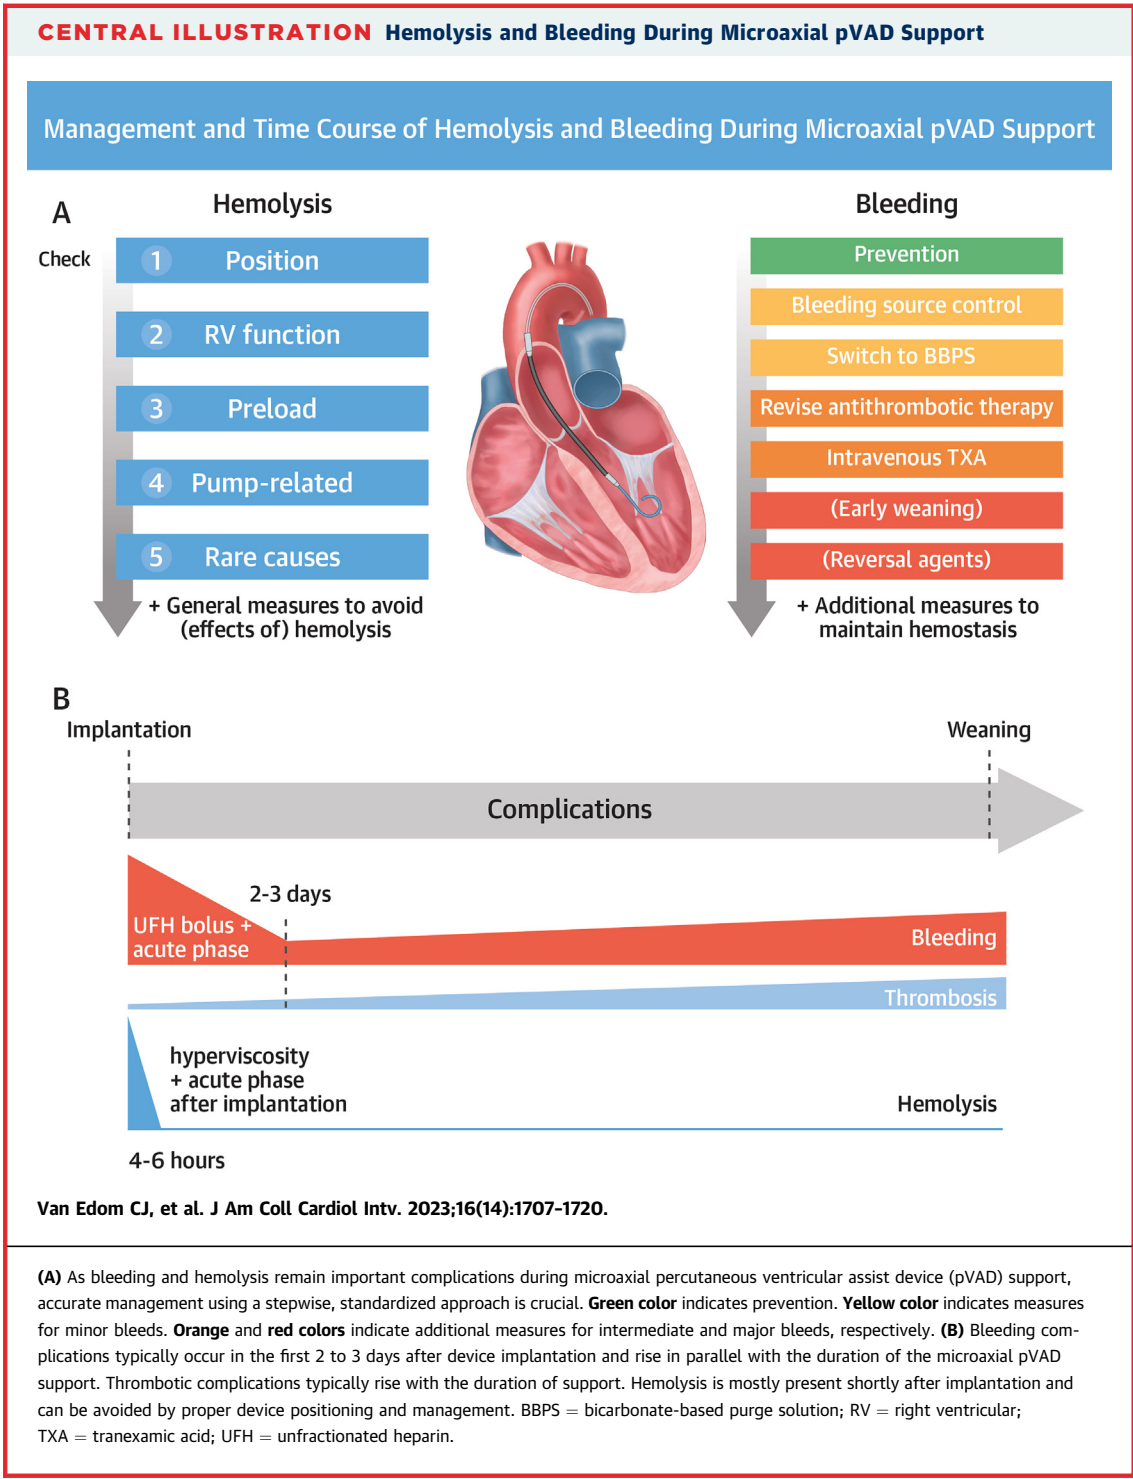 CENTRAL ILLUSTRATION Hemolysis and Bleeding During Microaxial pVAD Support
Management and Time Course of Hemolysis and Bleeding During Microaxial pVAD Support
A
Hemolysis
Check
1 Position
2 RV function
3 Preload
4 Pump-related
5 Rare causes
+ General measures to avoid
(effects of) hemolysis
Bleeding
Prevention
Bleeding source control
Switch to BBPS
Revise antithrombotic therapy
Intravenous TXA
(Early weaning)
(Reversal agents)
+ Additional measures to
maintain hemostasis
B
Implantation
Weaning
Complications
2-3 days
UFH bolus +
acute phase
Bleeding
Thrombosis
hyperviscosity
+ acute phase
after implantation
Hemolysis
4-6 hours
Van Edom CJ, et al. J Am Coll Cardiol Intv. 2023;16(14):1707–1720.
(A) As bleeding and hemolysis remain important complications during microaxial percutaneous ventricular assist device (pVAD) support,
accurate management using a stepwise, standardized approach is crucial. Green color indicates prevention. Yellow color indicates measures
for minor bleeds. Orange and red colors indicate additional measures for intermediate and major bleeds, respectively. (B) Bleeding com-
plications typically occur in the first 2 to 3 days after device implantation and rise in parallel with the duration of the microaxial pVAD
support. Thrombotic complications typically rise with the duration of support. Hemolysis is mostly present shortly after implantation and
can be avoided by proper device positioning and management. BBPS = bicarbonate-based purge solution; RV = right ventricular;
TXA = tranexamic acid; UFH = unfractionated heparin.